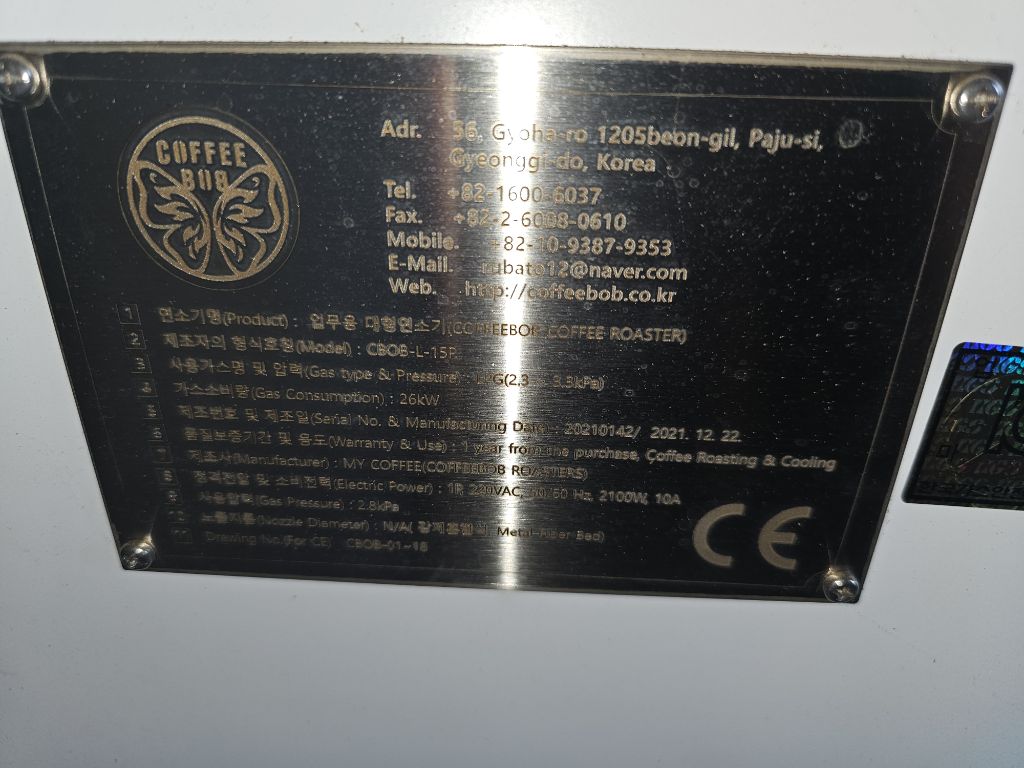 COFFEE
BOB
Adr. 56, Gyoha-ro 1205beon-gil, Paju-si,
Gyeonggi-do, Korea
Tel. +82-1600-6037
Fax. +82-2-6008-0610
Mobile. +82-10-9387-9353
E-Mail. rubato12@naver.com
Web. http://coffeebob.co.kr
1 연소기명(Product) : 업무용 대형연소기(COFFEEBOB COFFEE ROASTER)
2 제조자의 형식호칭(Model) : CBOB-L-15R
3 사용가스명 및 압력(Gas type & Pressure) : LPG(2.3 ~ 3.3kPa)
4 가스소비량(Gas Consumption) : 26kW
5 제조번호 및 제조일(Serial No. & Manufacturing Date) : 20210142/ 2021. 12. 22.
6 품질보증기간 및 용도(Warranty & Use) : 1 year from the purchase, Coffee Roasting & Cooling
7 제조사(Manufacturer) : MY COFFEE(COFFEEBOB ROASTERS)
8 정격전압 및 소비전력(Electric Power) : 220VAC, 50/60 Hz, 2100W, 10A
9 사용압력(Gas Pressure) : 2.8kPa
노즐지름(Nozzle Diameter) : N/A( Metal-Fiber Bed)
11 Drawing No.(For CE) : CBOB-01~18
CE